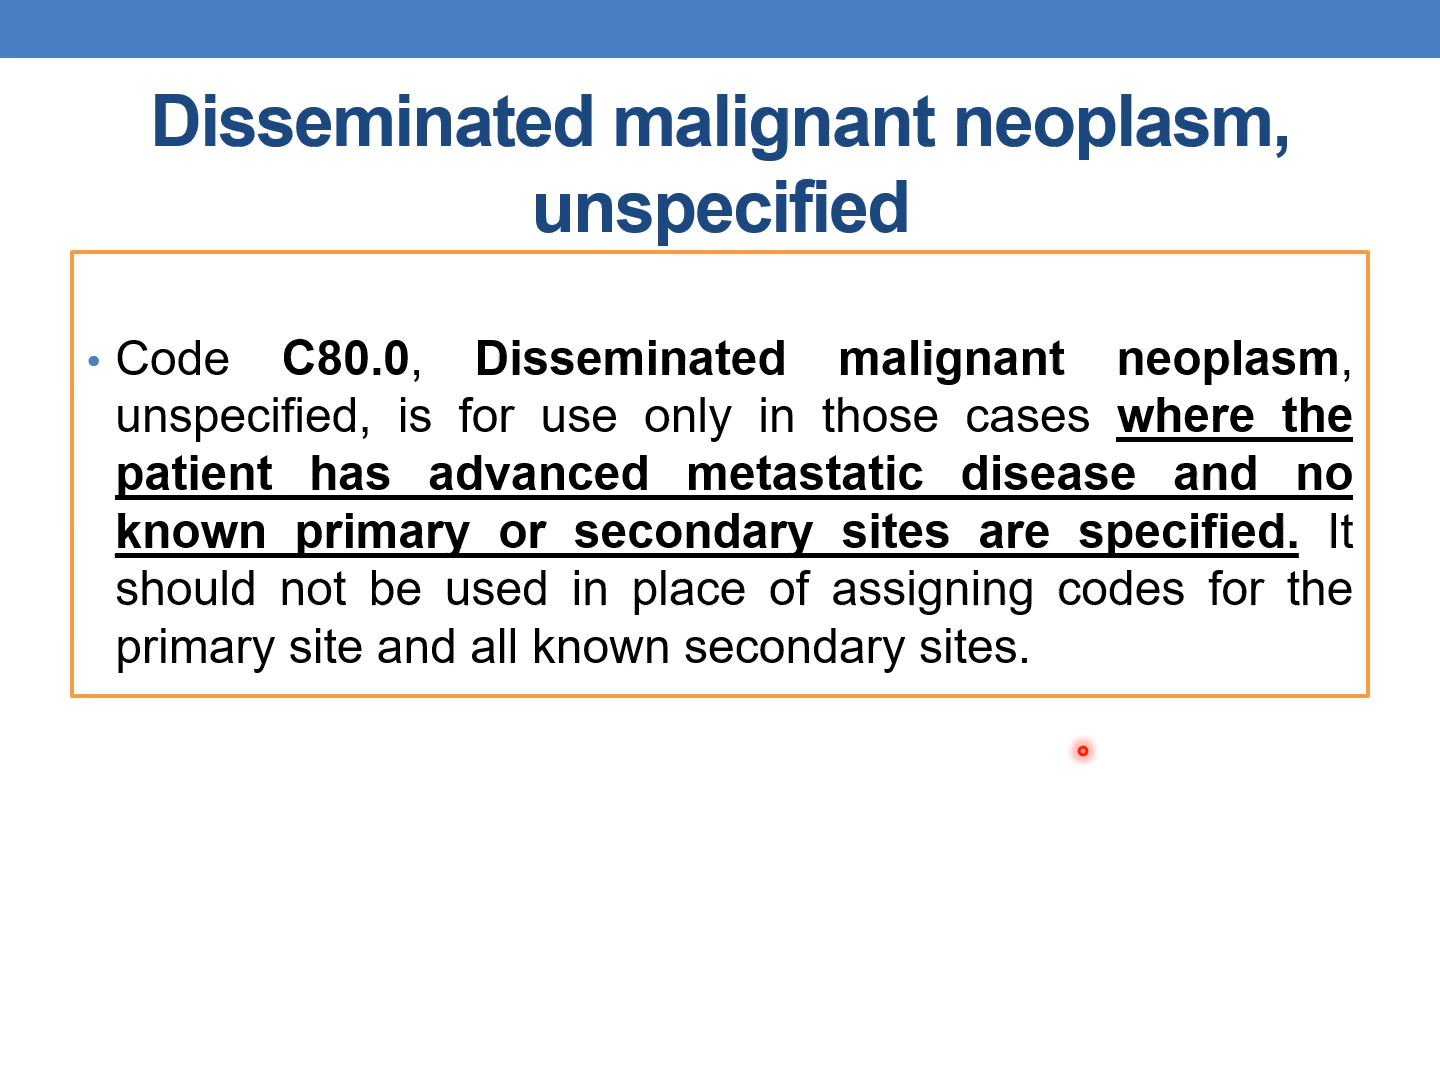 Disseminated malignant neoplasm,
unspecified
• Code C80.0, Disseminated malignant neoplasm,
unspecified, is for use only in those cases where the
patient has advanced metastatic disease and no
known primary or secondary sites are specified. It
should not be used in place of assigning codes for the
primary site and all known secondary sites.